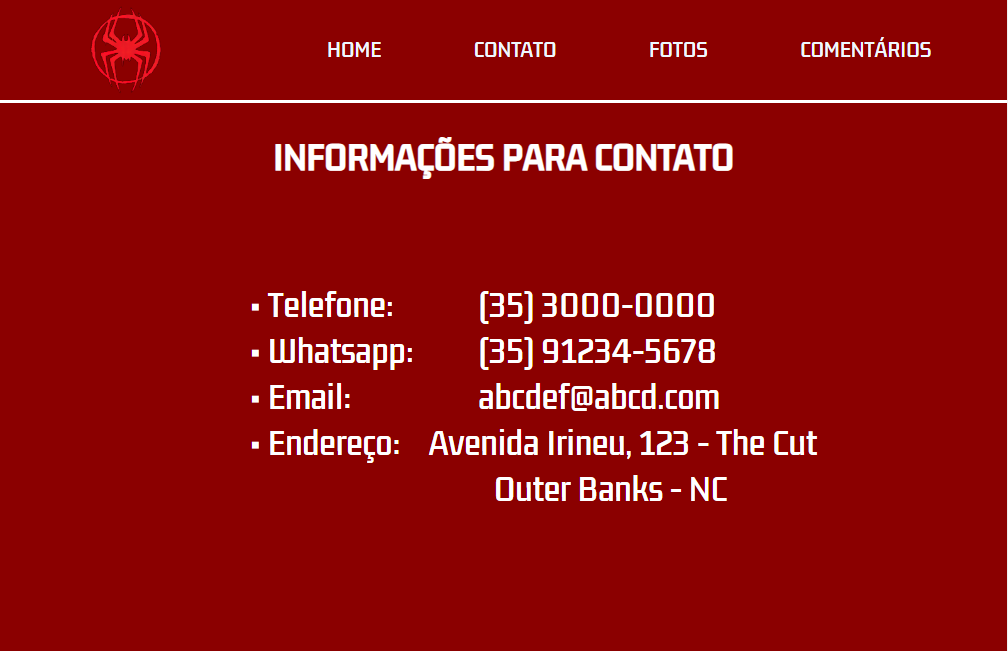 HOME CONTATO FOTOS COMENTÁRIOS
INFORMAÇÕES PARA CONTATO
▪ Telefone: (35) 3000-0000
▪ Whatsapp: (35) 91234-5678
▪ Email: abcdef@abcd.com
▪ Endereço: Avenida Irineu, 123 - The Cut
Outer Banks - NC